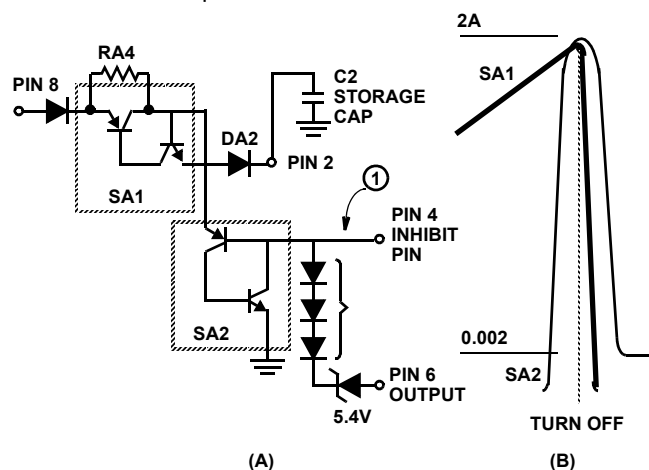 2A
RA4
PIN 8
C2
STORAGE
CAP
SA1
DA2
PIN 2
SA1
1
PIN 4
INHIBIT
PIN
SA2
0.002
SA2
PIN 6
OUTPUT
5.4V
TURN OFF
(A)
(B)